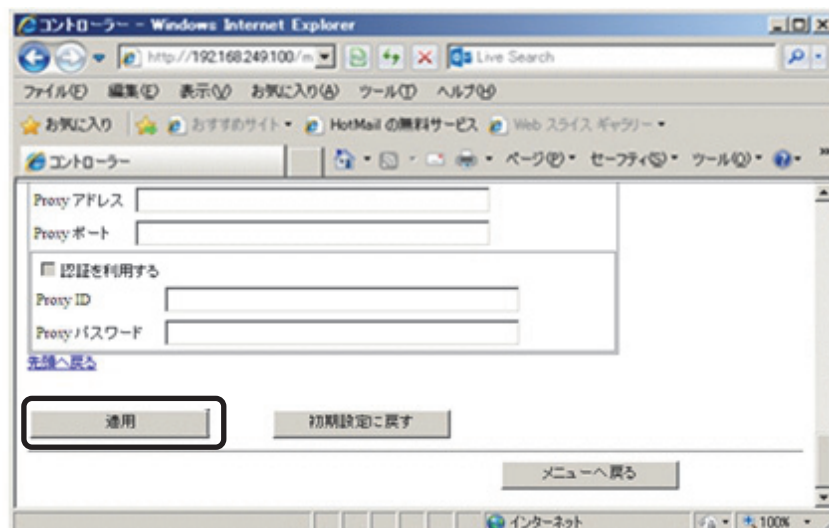 コントローラー - Windows Internet Explorer
http://192.168.249.100/m
Live Search
ファイル(F) 編集(E) 表示(V) お気に入り(A) ツール(T) ヘルプ(H)
お気に入り おすすめサイト HotMail の無料サービス Web スライス ギャラリー
コントローラー ページ(P) セーフティ(S) ツール(O)
Proxy アドレス
Proxy ポート
認証を利用する
Proxy ID
Proxy パスワード
先頭へ戻る
適用 初期設定に戻す
メニューへ戻る
インターネット 100%